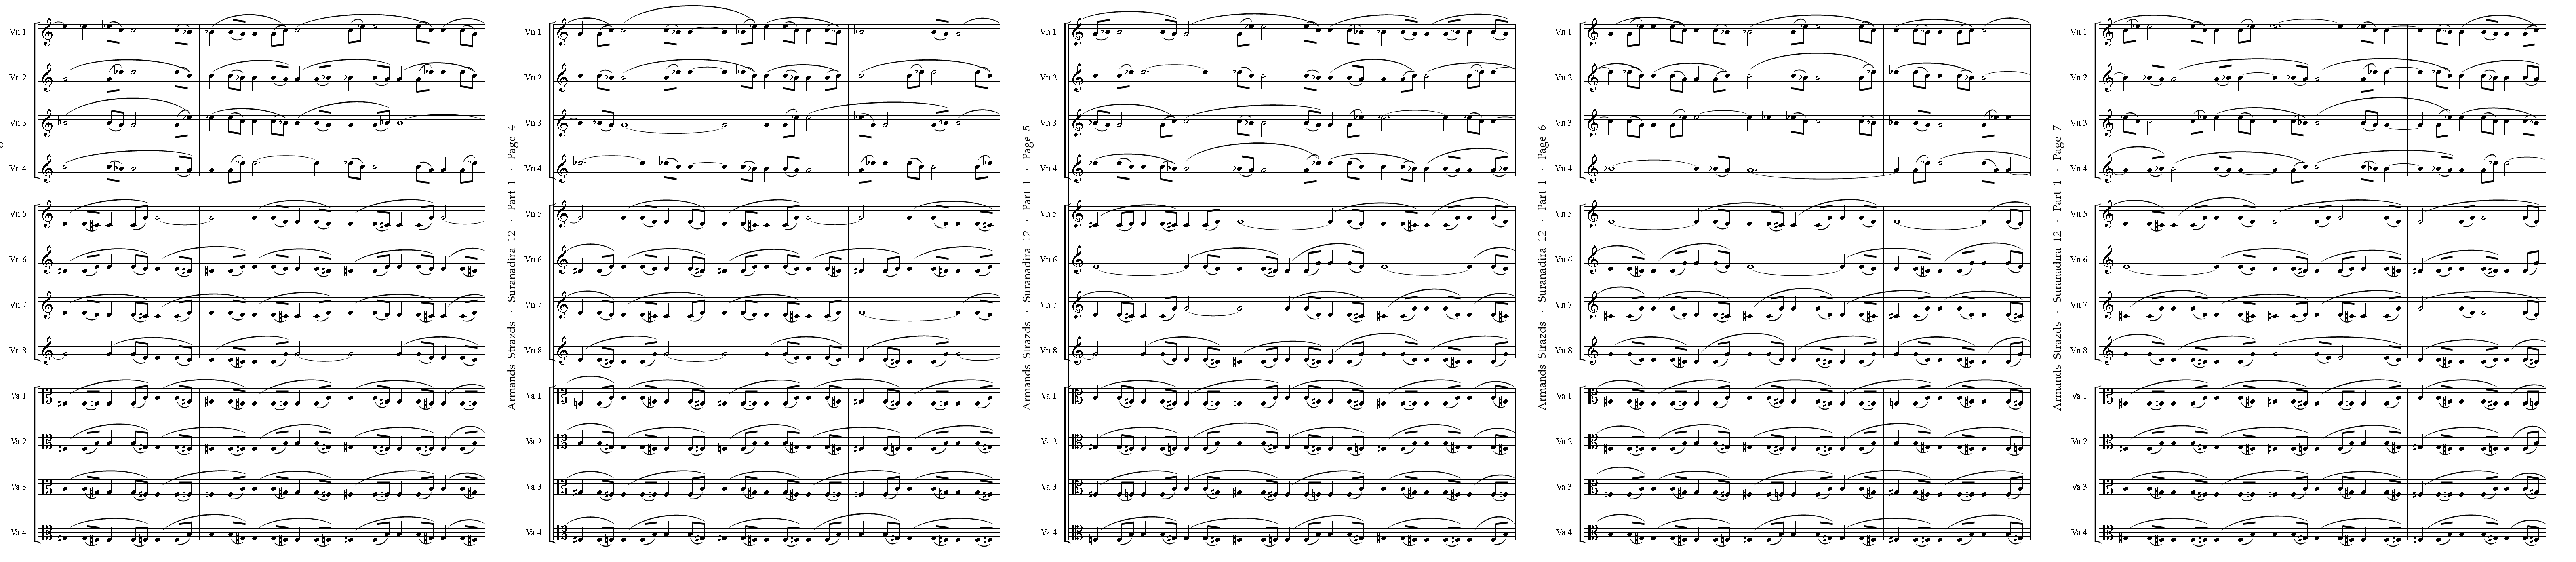 Vn 1
Vn 2
Vn 3
Vn 4
Vn 5
Vn 6
Vn 7
Vn 8
Va 1
Va 2
Va 3
Va 4
Armands Strazds · Suranadira 12 · Part 1 · Page 4
Vn 1
Vn 2
Vn 3
Vn 4
Vn 5
Vn 6
Vn 7
Vn 8
Va 1
Va 2
Va 3
Va 4
Armands Strazds · Suranadira 12 · Part 1 · Page 5
Vn 1
Vn 2
Vn 3
Vn 4
Vn 5
Vn 6
Vn 7
Vn 8
Va 1
Va 2
Va 3
Va 4
Armands Strazds · Suranadira 12 · Part 1 · Page 6
Vn 1
Vn 2
Vn 3
Vn 4
Vn 5
Vn 6
Vn 7
Vn 8
Va 1
Va 2
Va 3
Va 4
Armands Strazds · Suranadira 12 · Part 1 · Page 7
Vn 1
Vn 2
Vn 3
Vn 4
Vn 5
Vn 6
Vn 7
Vn 8
Va 1
Va 2
Va 3
Va 4